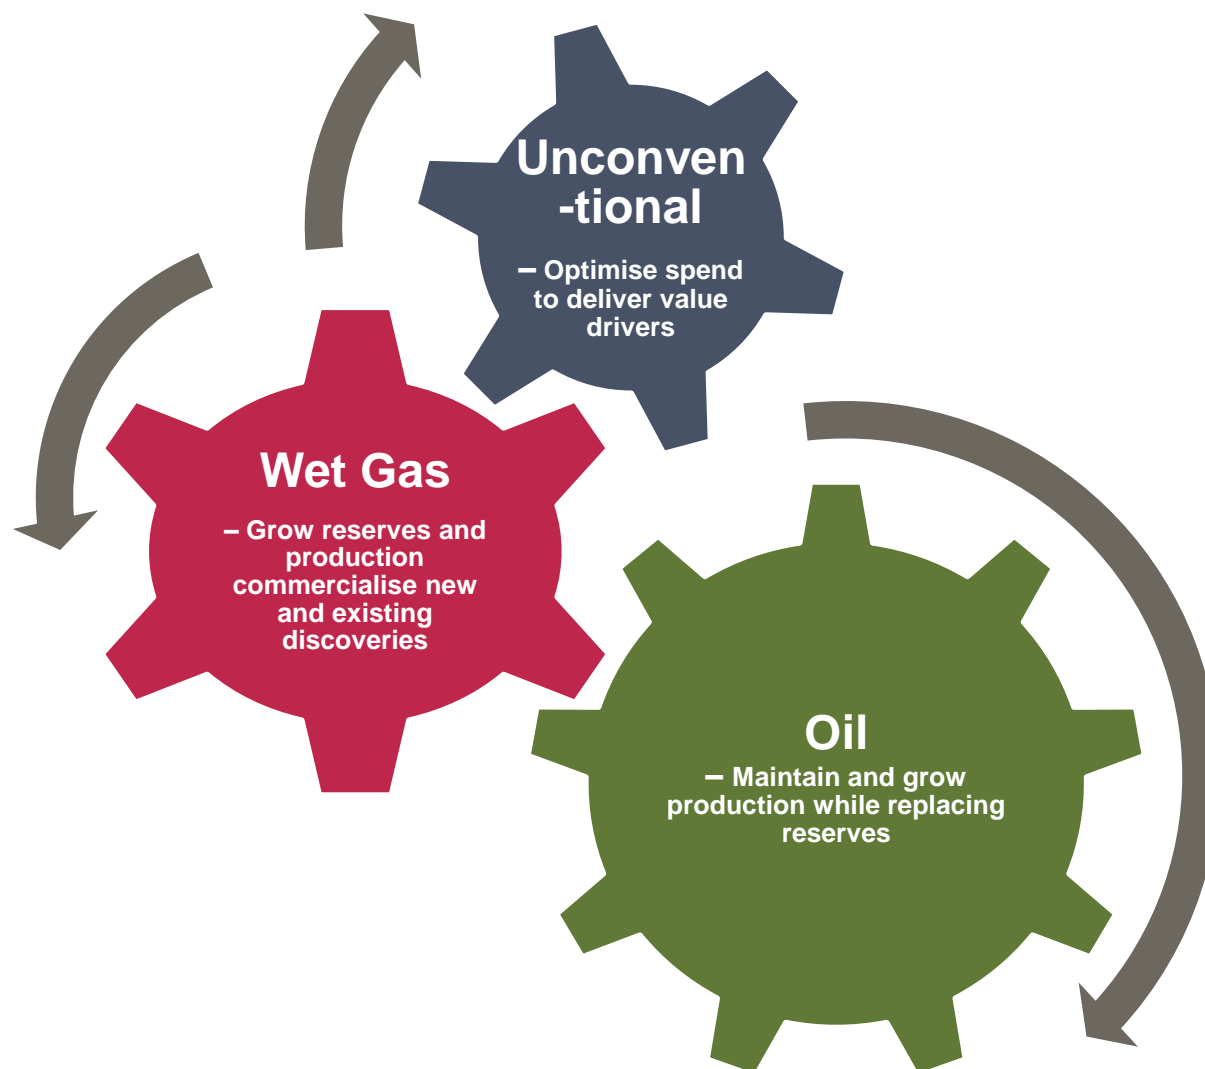 Unconven
-tional
– Optimise spend
to deliver value
drivers
Wet Gas
– Grow reserves and
production
commercialise new
and existing
discoveries
Oil
– Maintain and grow
production while replacing
reserves